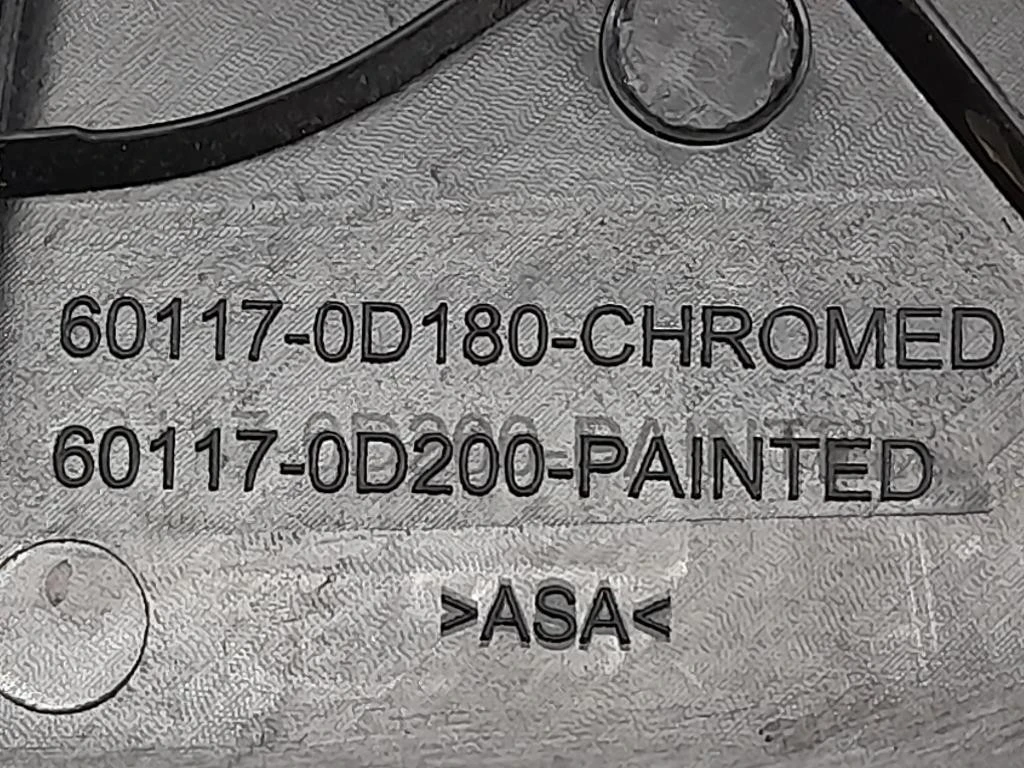 60117-0D180-CHROMED
60117-0D200-PAINTED
>ASA<